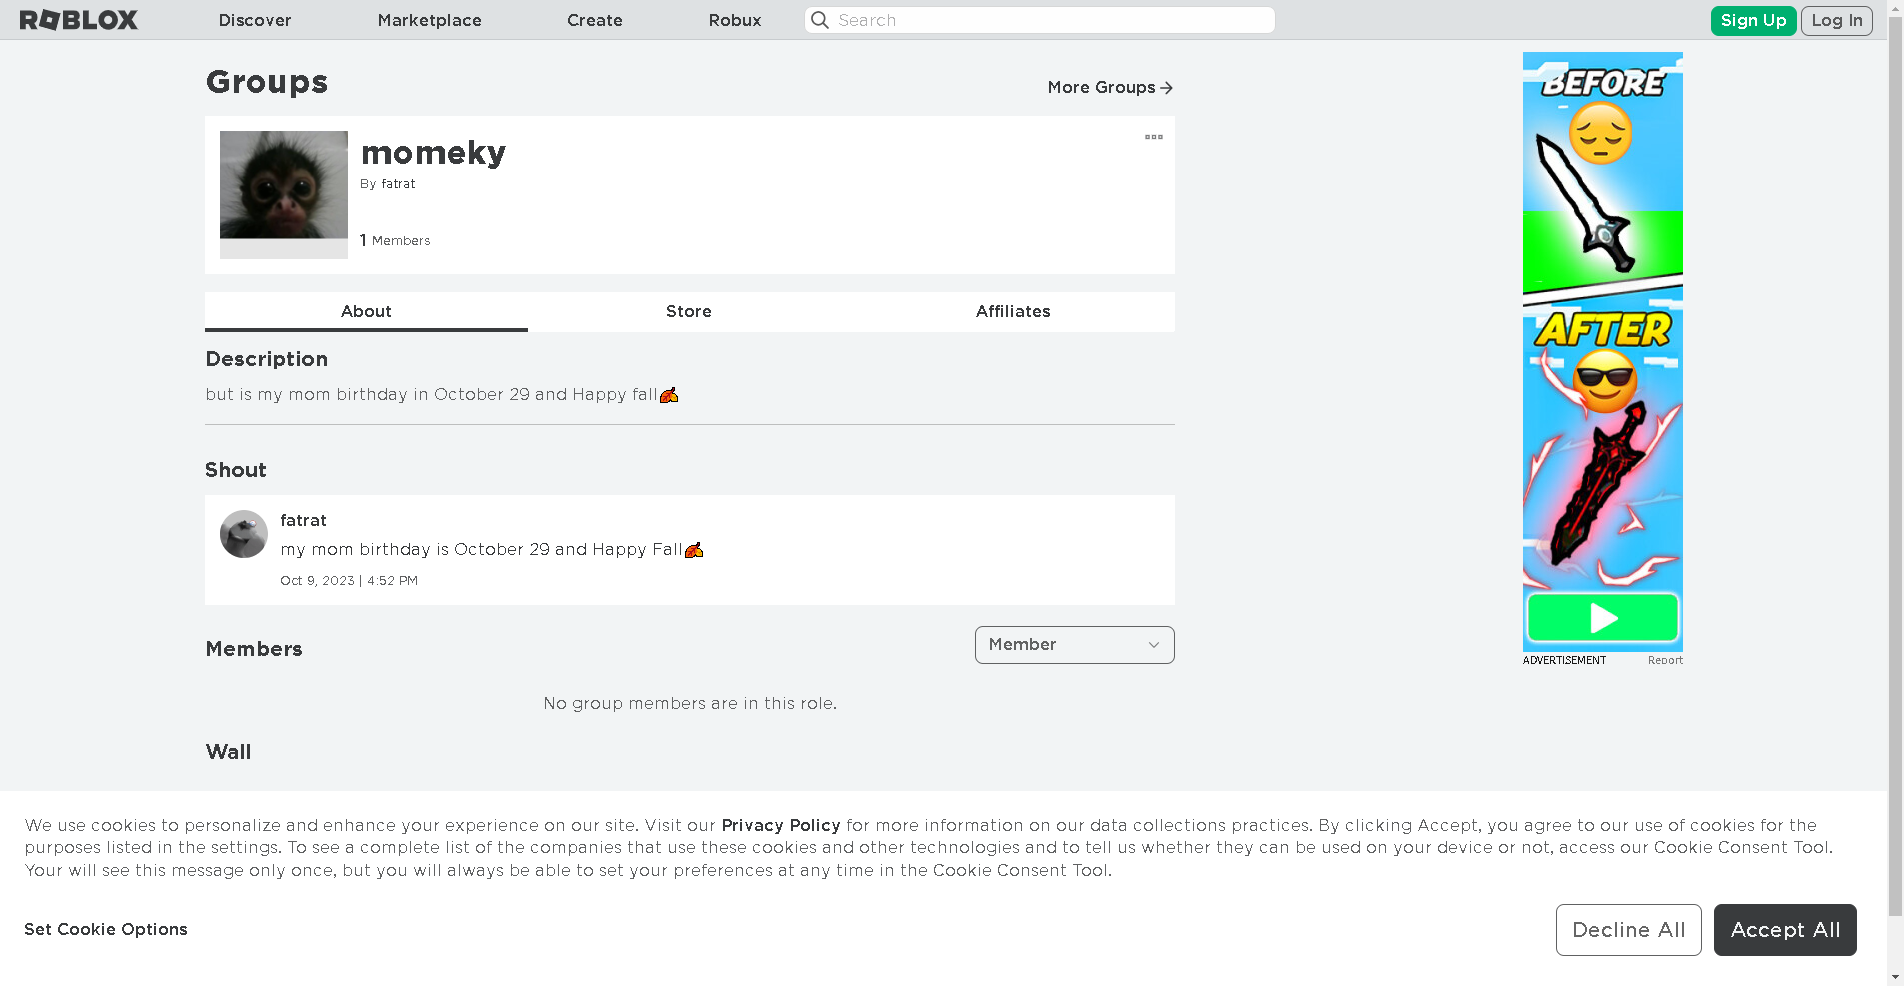 ROBLOX
Discover
Marketplace
Create
Robux
Search
Sign Up
Log In
Groups
More Groups
momeky
By fatrat
1 Members
About
Store
Affiliates
Description
but is my mom birthday in October 29 and Happy fall🍂
Shout
fatrat
my mom birthday is October 29 and Happy Fall🍂
Oct 9, 2023 | 4:52 PM
Members
Member
No group members are in this role.
Wall
BEFORE
AFTER
ADVERTISEMENT
Report
We use cookies to personalize and enhance your experience on our site. Visit our Privacy Policy for more information on our data collections practices. By clicking Accept, you agree to our use of cookies for the
purposes listed in the settings. To see a complete list of the companies that use these cookies and other technologies and to tell us whether they can be used on your device or not, access our Cookie Consent Tool.
Your will see this message only once, but you will always be able to set your preferences at any time in the Cookie Consent Tool.
Set Cookie Options
Decline All
Accept All